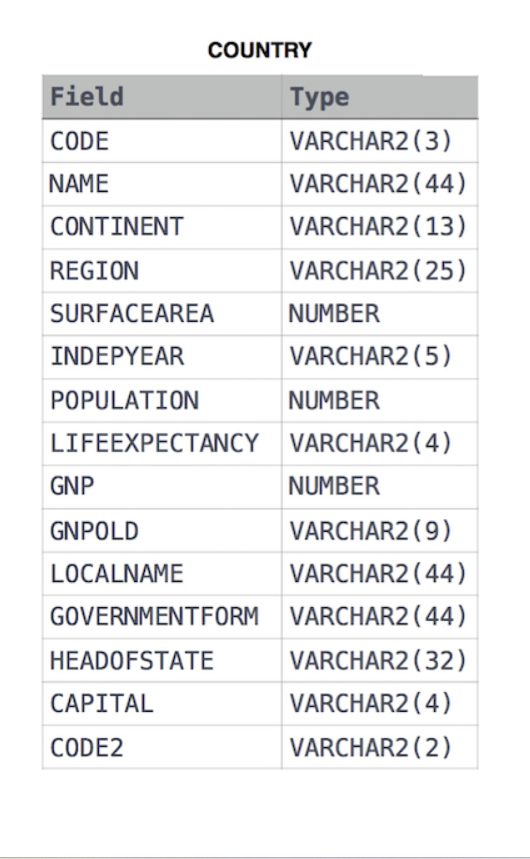 COUNTRY
Field Type
CODE VARCHAR2(3)
NAME VARCHAR2(44)
CONTINENT VARCHAR2(13)
REGION VARCHAR2(25)
SURFACEAREA NUMBER
INDEPYEAR VARCHAR2(5)
POPULATION NUMBER
LIFEEXPECTANCY VARCHAR2(4)
GNP NUMBER
GNPOLD VARCHAR2(9)
LOCALNAME VARCHAR2(44)
GOVERNMENTFORM VARCHAR2(44)
HEADOFSTATE VARCHAR2(32)
CAPITAL VARCHAR2(4)
CODE2 VARCHAR2(2)